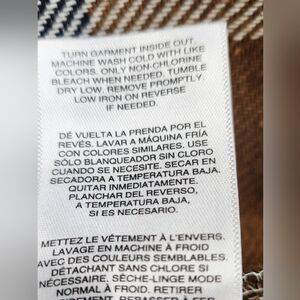 TURN GARMENT INSIDE OUT.
MACHINE WASH COLD WITH LIKE
COLORS. ONLY NON-CHLORINE
BLEACH WHEN NEEDED. TUMBLE
DRY LOW. REMOVE PROMPTLY.
LOW IRON ON REVERSE
IF NEEDED.
DÉ VUELTA LA PRENDA POR EL
REVÉS. LAVAR A MÁQUINA FRÍA
CON COLORES SIMILARES. USE
SÓLO BLANQUEADOR SIN CLORO
CUANDO SE NECESITE. SECAR EN
SECADORA A TEMPERATURA BAJA.
QUITAR INMEDIATAMENTE.
PLANCHAR DEL REVERSO,
A TEMPERATURA BAJA,
SI ES NECESARIO.
METTEZ LE VÊTEMENT À L'ENVERS.
LAVAGE EN MACHINE À FROID
AVEC DES COULEURS SEMBLABLES.
DÉTACHANT SANS CHLORE SI
NÉCESSAIRE. SÈCHE-LINGE MODE
NORMAL À FROID. RETIRER